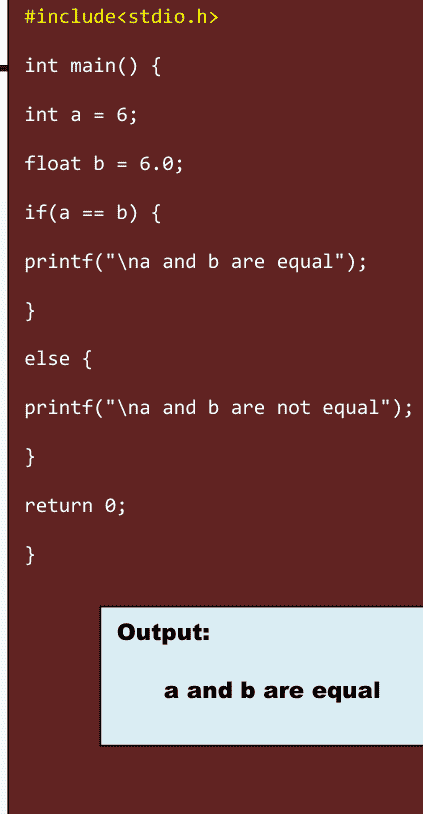 #include<stdio.h>
int main() {
int a = 6;
float b = 6.0;
if(a == b) {
printf("\na and b are equal");
}
else {
printf("\na and b are not equal");
}
return 0;
}
Output:
a and b are equal